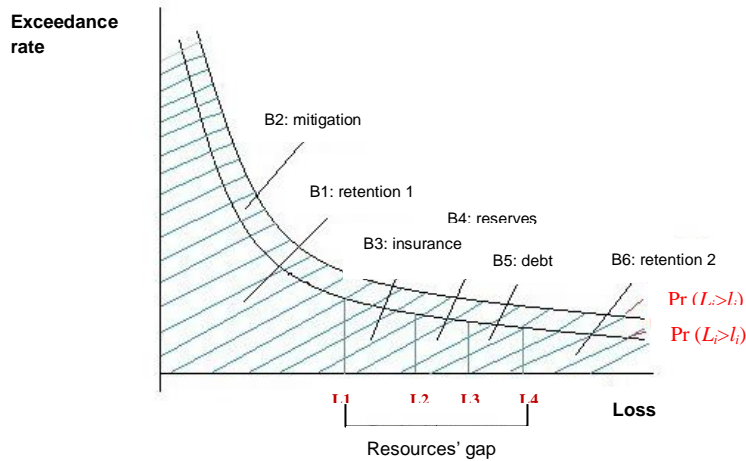 Exceedance
rate
B2: mitigation
B1: retention 1
B4: reserves
B3: insurance
B5: debt
B6: retention 2
Pr (Li>li)
Pr (Li>li)
L1
L2
L3
L4
Loss
Resources’ gap